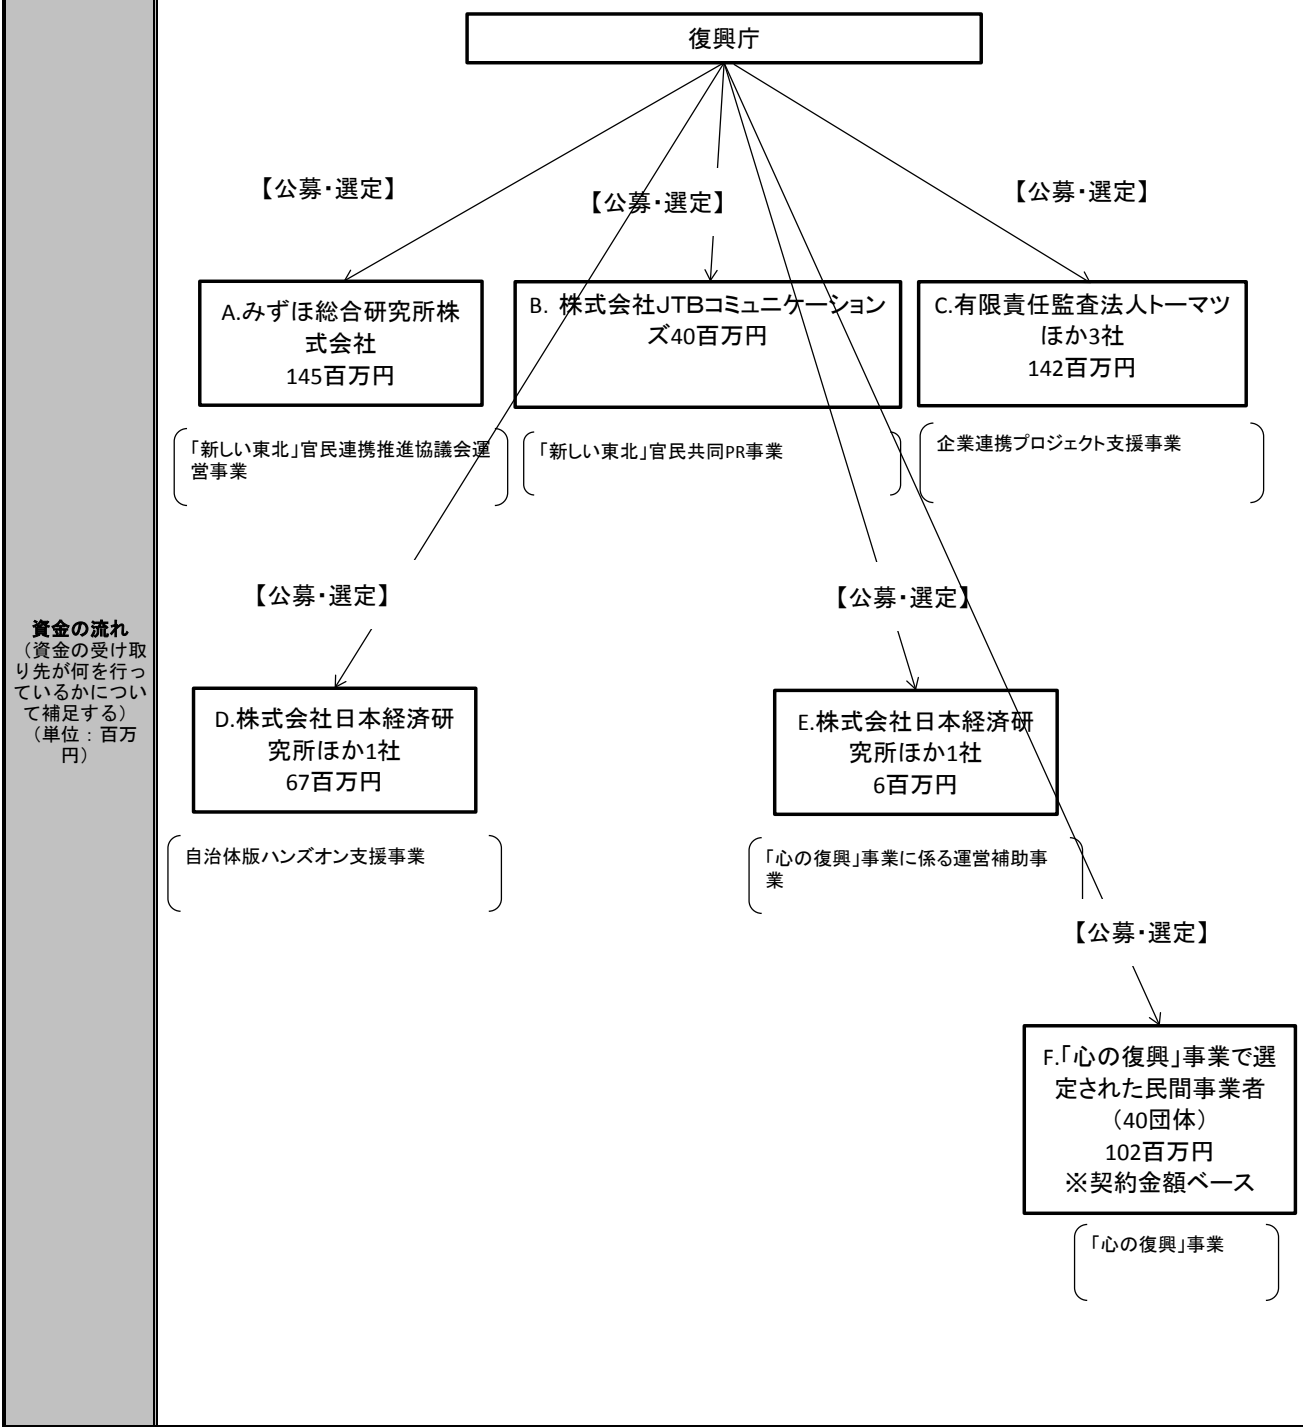 復興庁
【公募・選定】
【公募・選定】
【公募・選定】
A.みずほ総合研究所株
式会社
145百万円
B. 株式会社JTBコミュニケーション
ズ40百万円
C.有限責任監査法人トーマツ
ほか3社
142百万円
「新しい東北」官民連携推進協議会運
営事業
「新しい東北」官民共同PR事業
企業連携プロジェクト支援事業
【公募・選定】
【公募・選定】
資金の流れ
（資金の受け取
り先が何を行っ
ているかについ
て補足する）
（単位：百万
円）
D.株式会社日本経済研
究所ほか1社
67百万円
E.株式会社日本経済研
究所ほか1社
6百万円
自治体版ハンズオン支援事業
「心の復興」事業に係る運営補助事
業
【公募・選定】
F.「心の復興」事業で選
定された民間事業者
（40団体）
102百万円
※契約金額ベース
「心の復興」事業